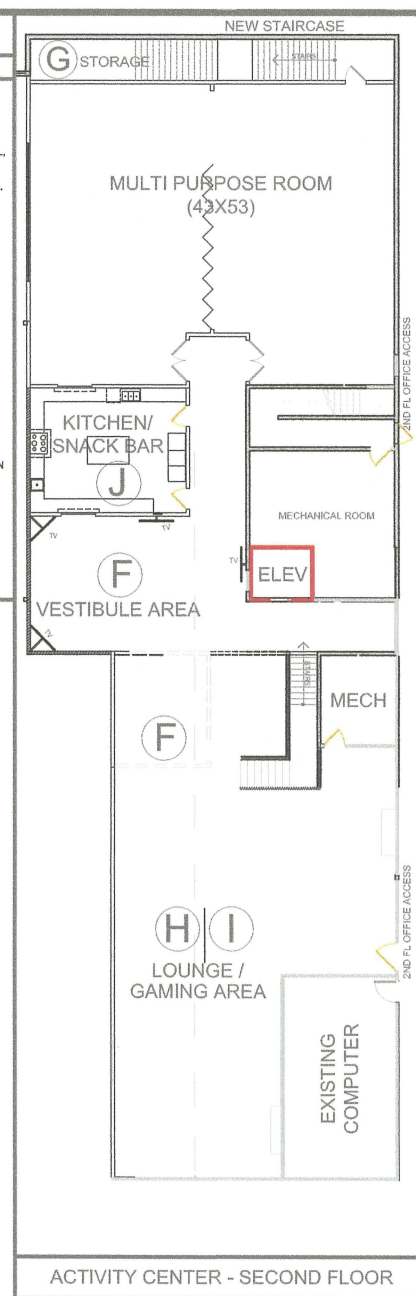 NEW STAIRCASE
G STORAGE
STAIRS
MULTI PURPOSE ROOM
(43X53)
2ND FL OFFICE ACCESS
KITCHEN/
SNACK BAR
J
MECHANICAL ROOM
TV
TV
TV
ELEV
F
VESTIBULE AREA
TV
STAIRS
MECH
F
H I
LOUNGE /
GAMING AREA
2ND FL OFFICE ACCESS
EXISTING
COMPUTER
ACTIVITY CENTER - SECOND FLOOR